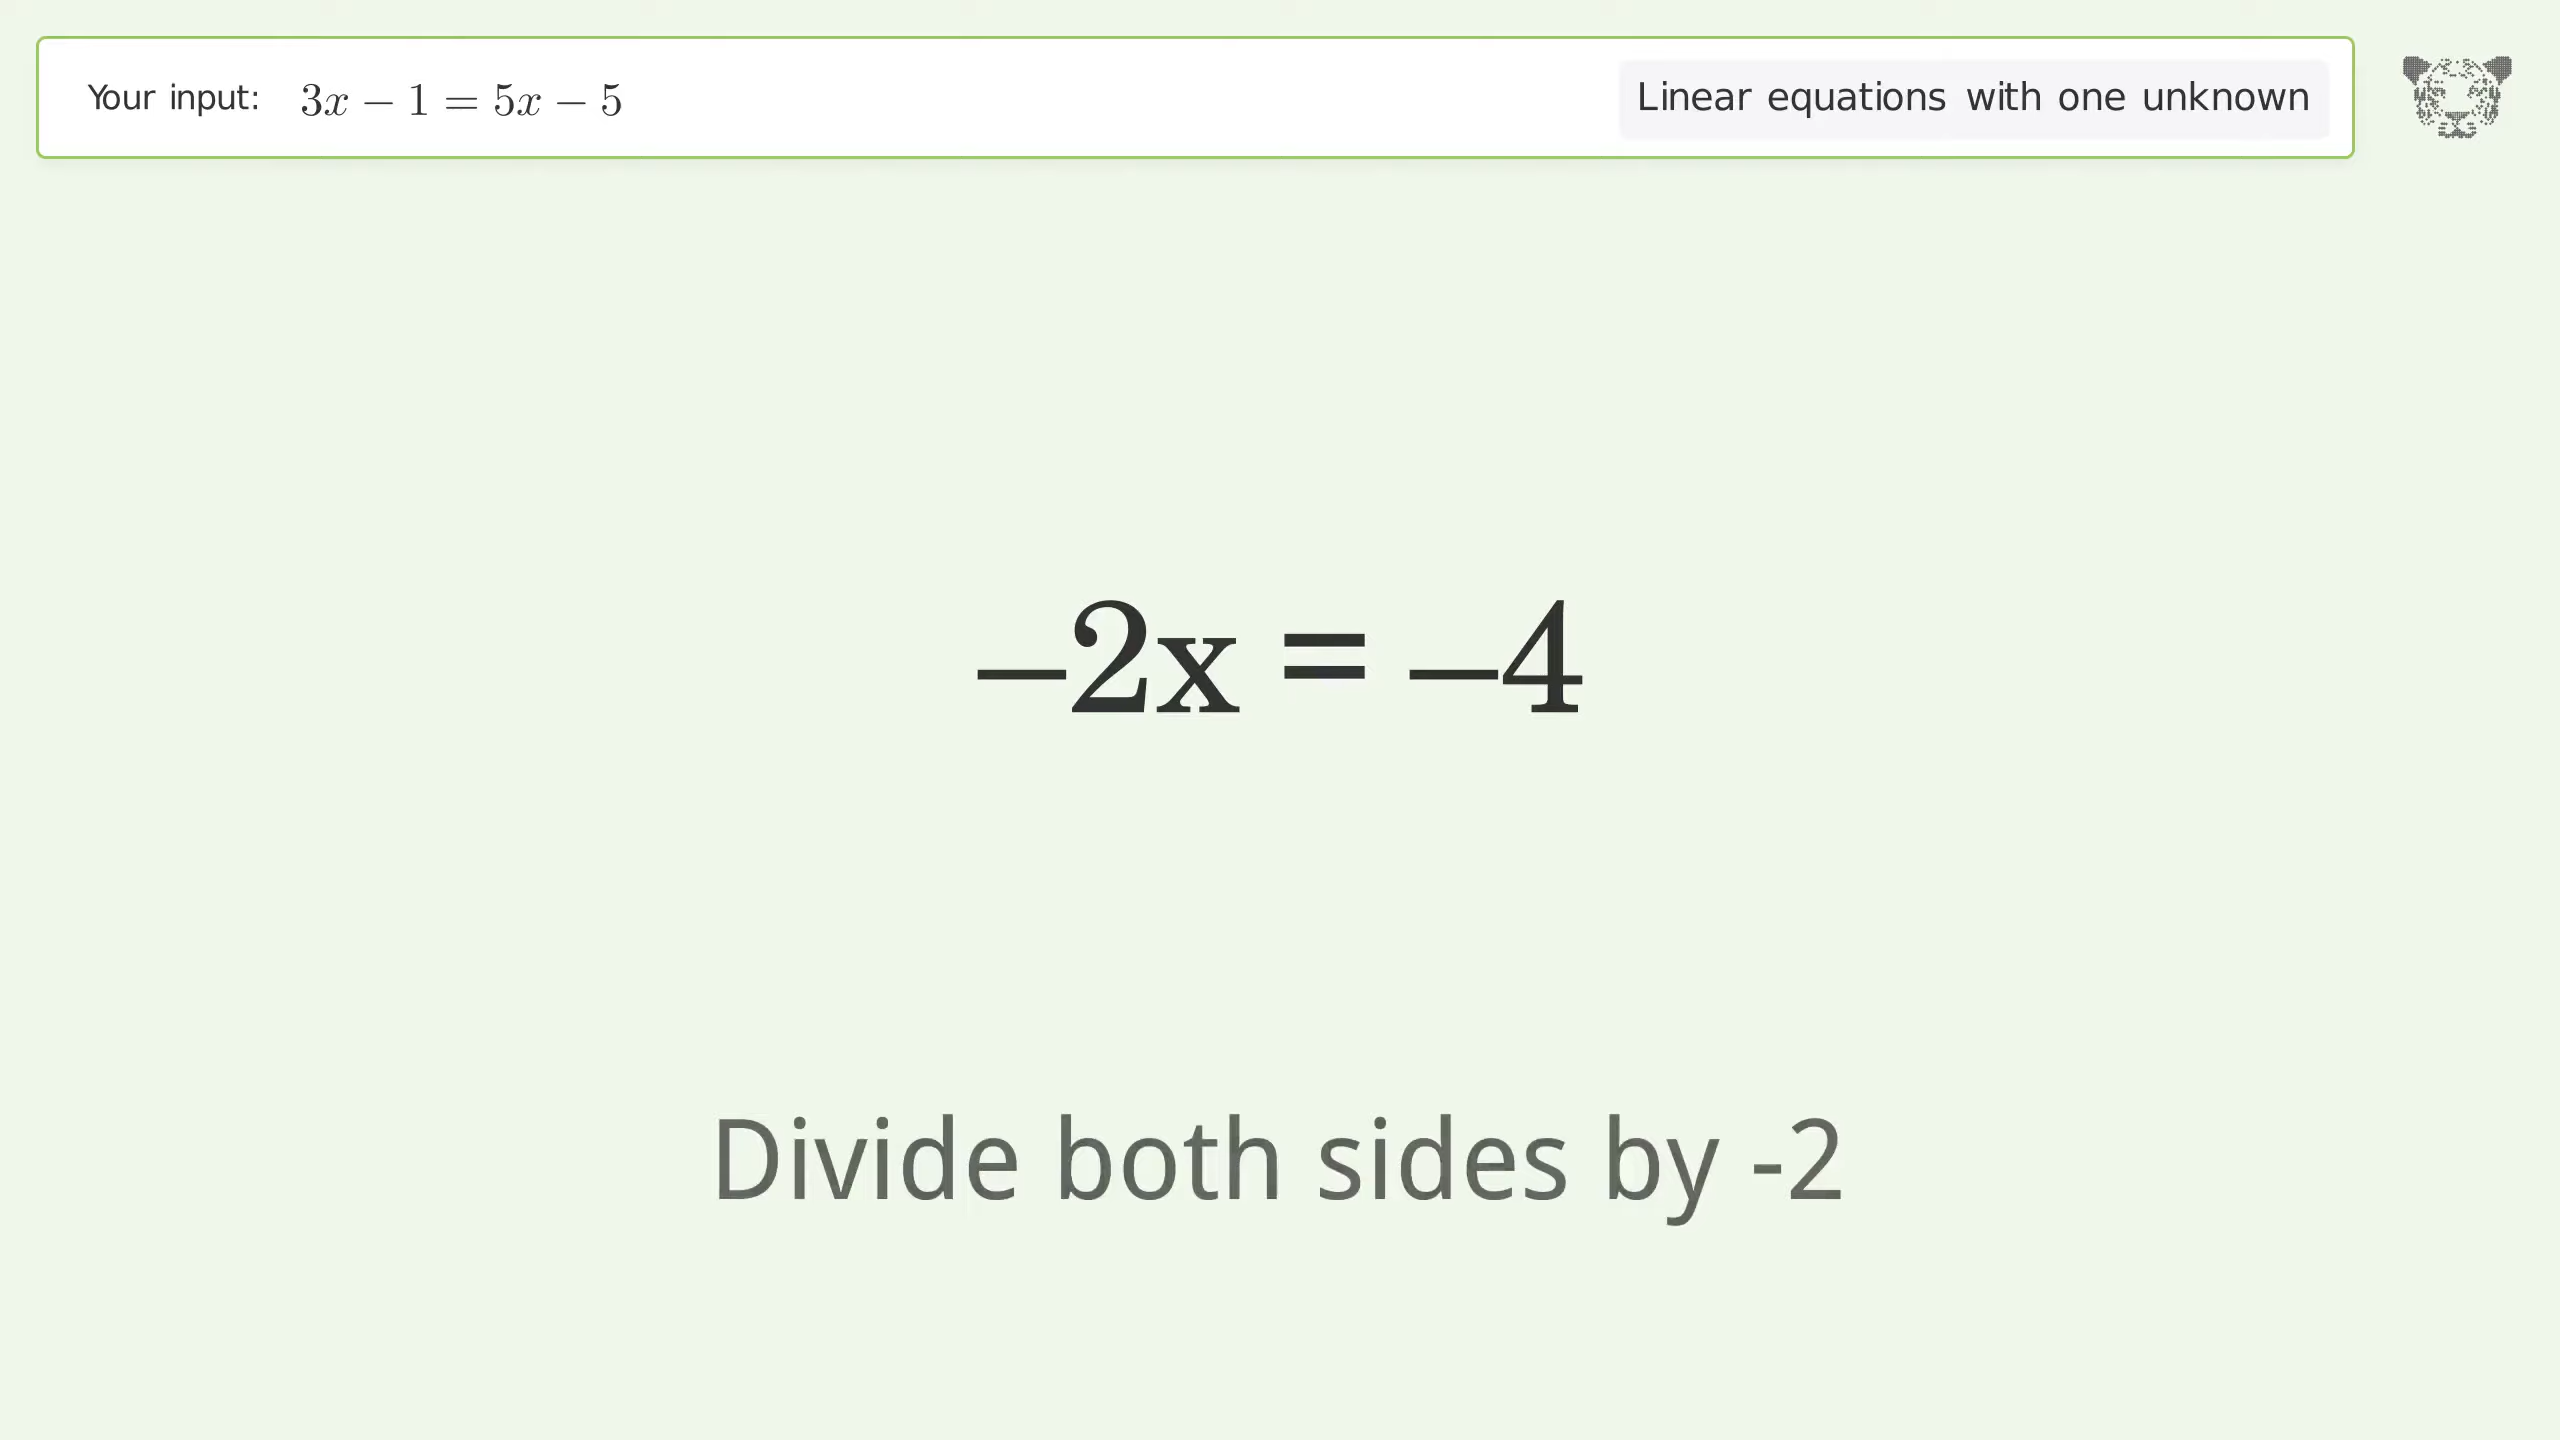 Your input: 3x − 1 = 5x − 5
Linear equations with one unknown
−2x = −4
Divide both sides by -2